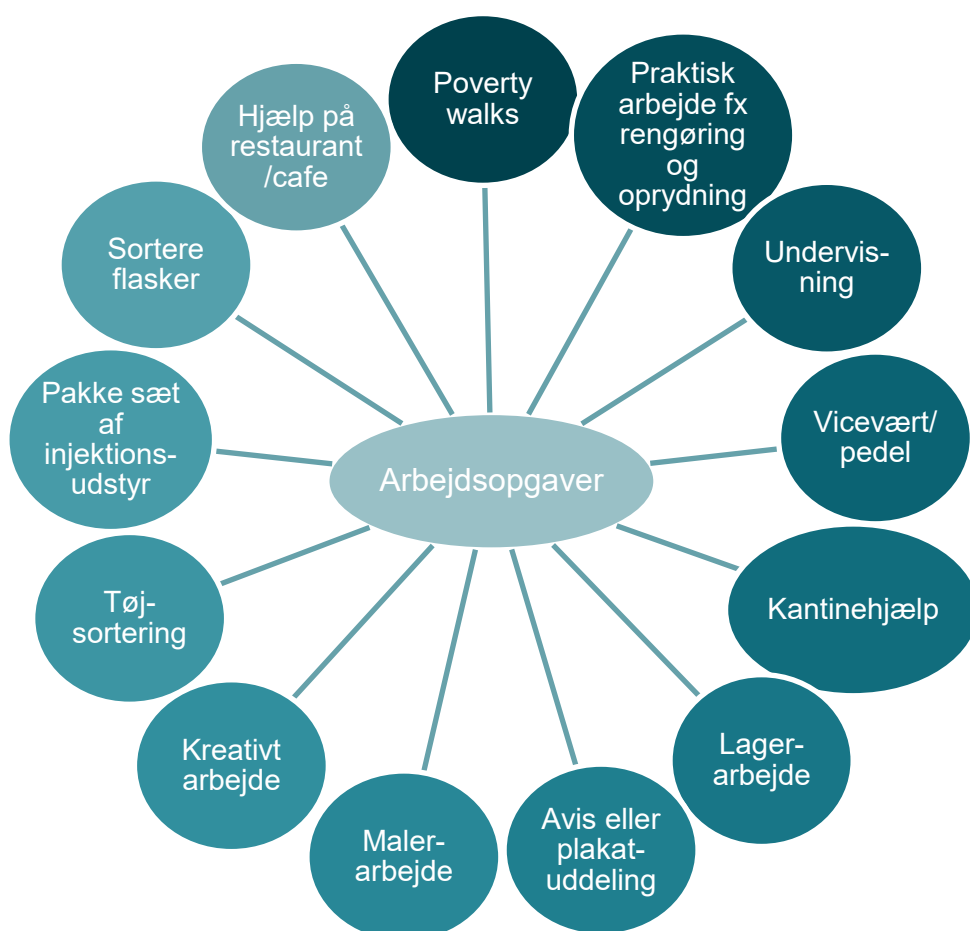 Poverty
walks
Praktisk
arbejde fx
rengøring
og
oprydning
Undervis-
ning
Vicevært/
pedel
Kantinehjælp
Lager-
arbejde
Avis eller
plakat-
uddeling
Maler-
arbejde
Kreativt
arbejde
Tøj-
sortering
Pakke sæt
af
injektions-
udstyr
Sortere
flasker
Hjælp på
restaurant
/cafe
Arbejdsopgaver